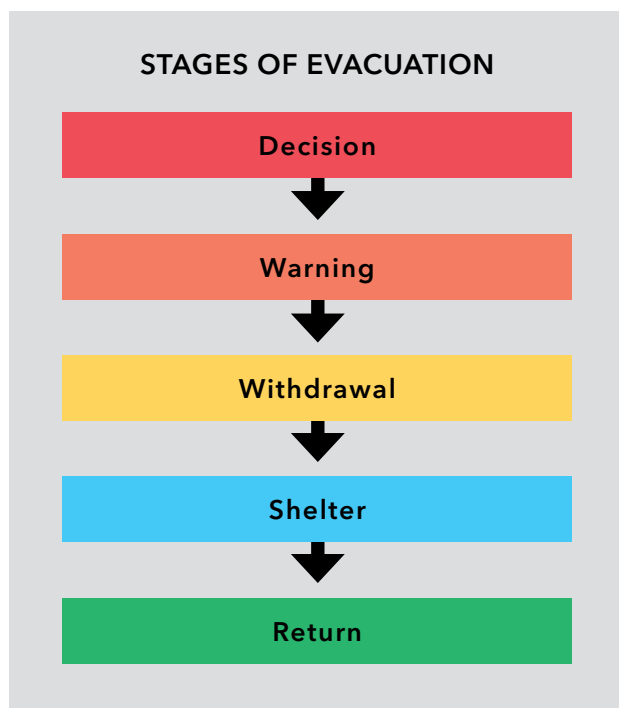 STAGES OF EVACUATION
Decision
Warning
Withdrawal
Shelter
Return